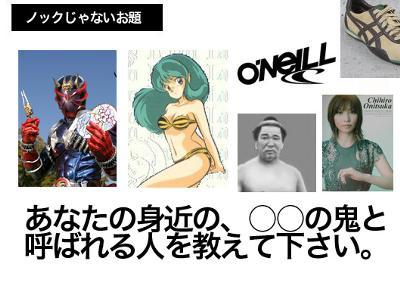 ノックじゃないお題
O'NEILL
Chihiro
Onitsuka
あなたの身近の、○○の鬼と
呼ばれる人を教えて下さい。